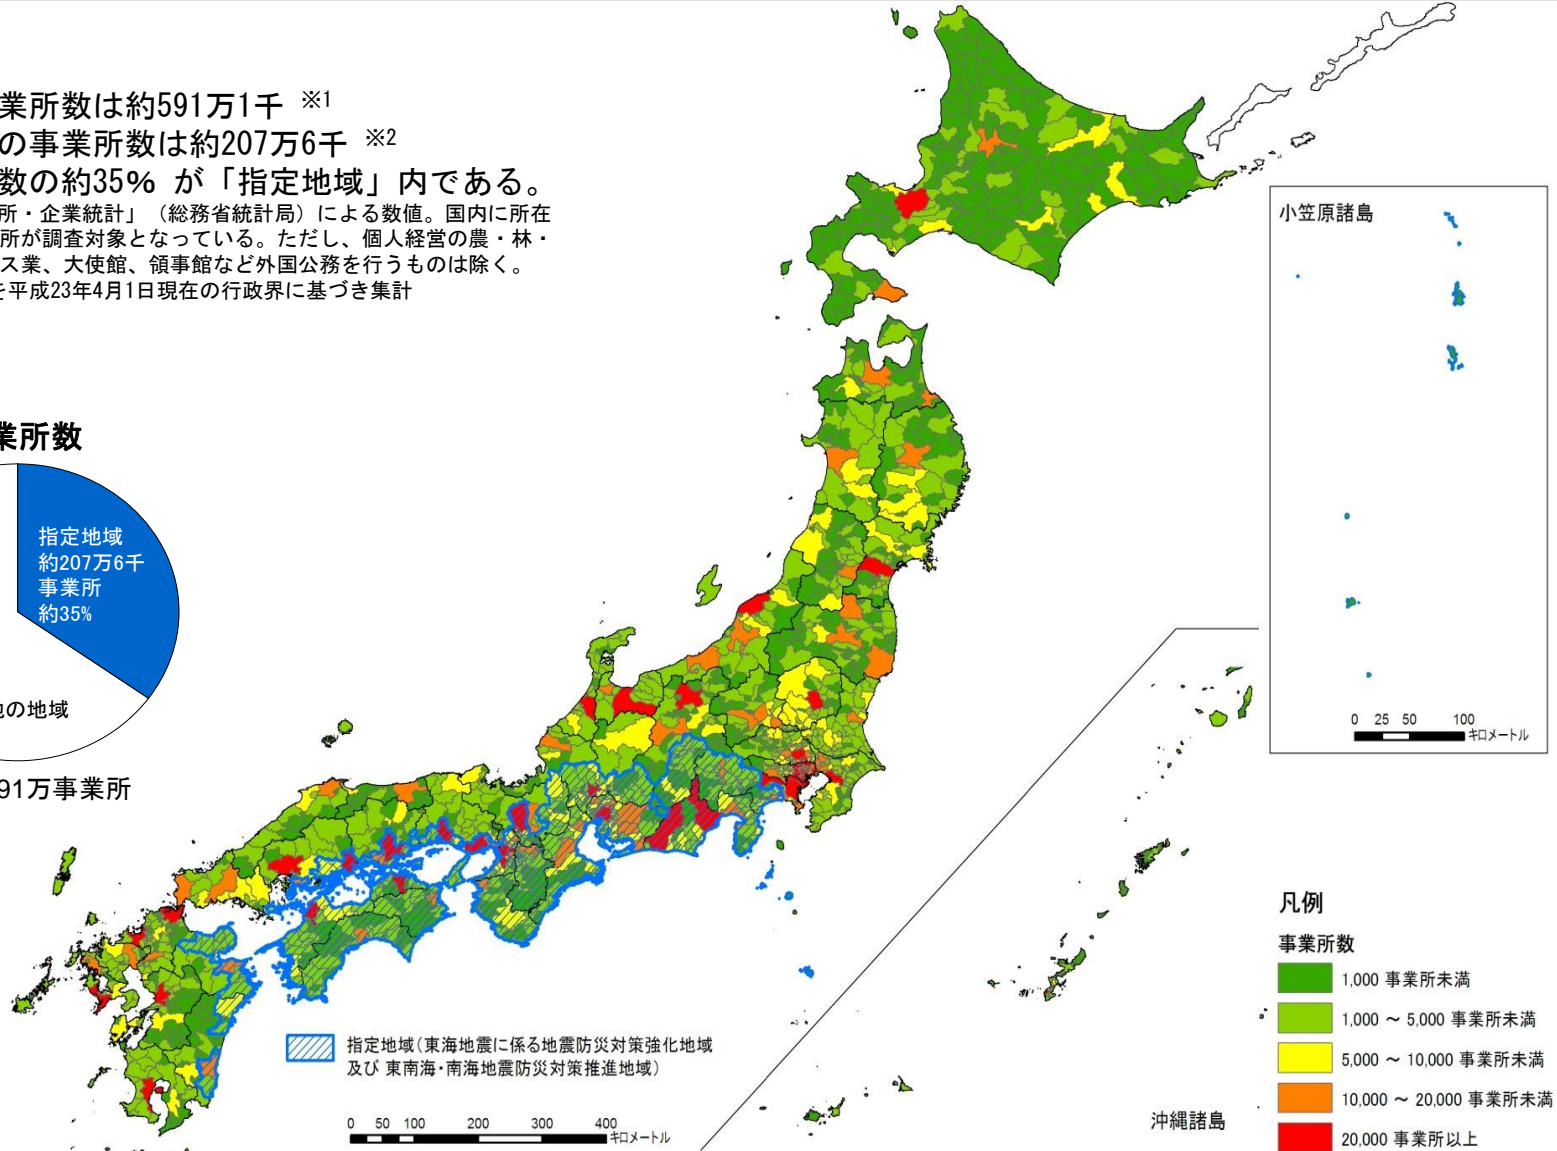 業所数は約591万1千 ※1
の事業所数は約207万6千 ※2
数の約35% が「指定地域」内である。
所・企業統計」（総務省統計局）による数値。国内に所在
所が調査対象となっている。ただし、個人経営の農・林・
ス業、大使館、領事館など外国公務を行うものは除く。
を平成23年4月1日現在の行政界に基づき集計
業所数
指定地域
約207万6千
事業所
約35%
他の地域
91万事業所
小笠原諸島
0 25 50 100
キロメートル
凡例
事業所数
1,000 事業所未満
1,000 ～ 5,000 事業所未満
5,000 ～ 10,000 事業所未満
10,000 ～ 20,000 事業所未満
20,000 事業所以上
指定地域（東海地震に係る地震防災対策強化地域
及び 東南海・南海地震防災対策推進地域）
0 50 100 200 300 400
キロメートル
沖縄諸島